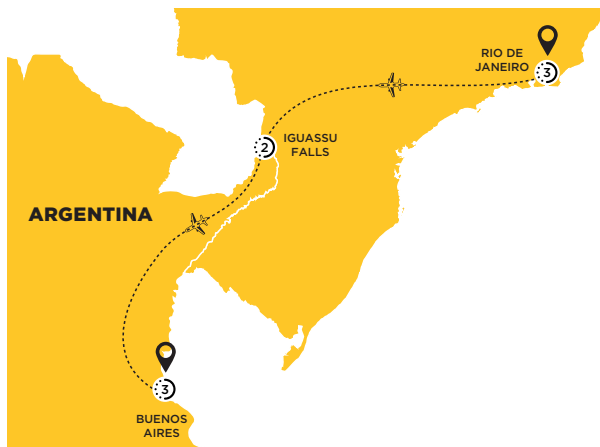 RIO DE
JANEIRO
3
2
IGUASSU
FALLS
ARGENTINA
3
BUENOS
AIRES